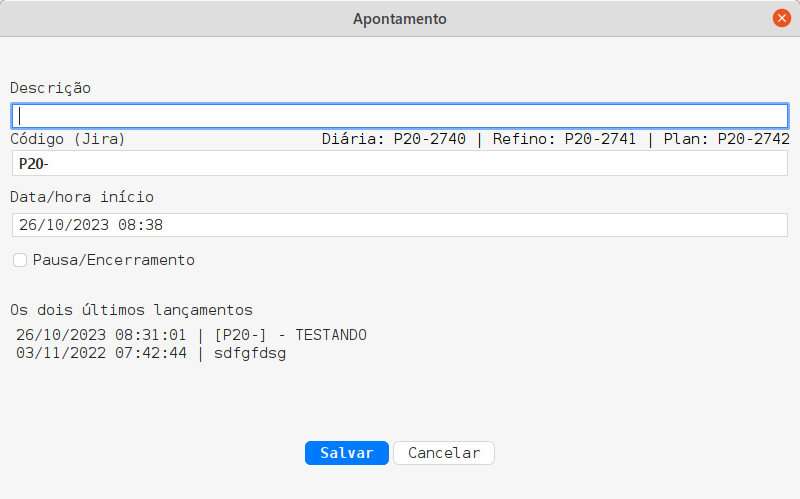 Apontamento
Descrição
Código (Jira) Diária: P20-2740 | Refino: P20-2741 | Plan: P20-2742
P20-
Data/hora início
26/10/2023 08:38
Pausa/Encerramento
Os dois últimos lançamentos
26/10/2023 08:31:01 | [P20-] - TESTANDO
03/11/2022 07:42:44 | sdfgfdsg
Salvar Cancelar